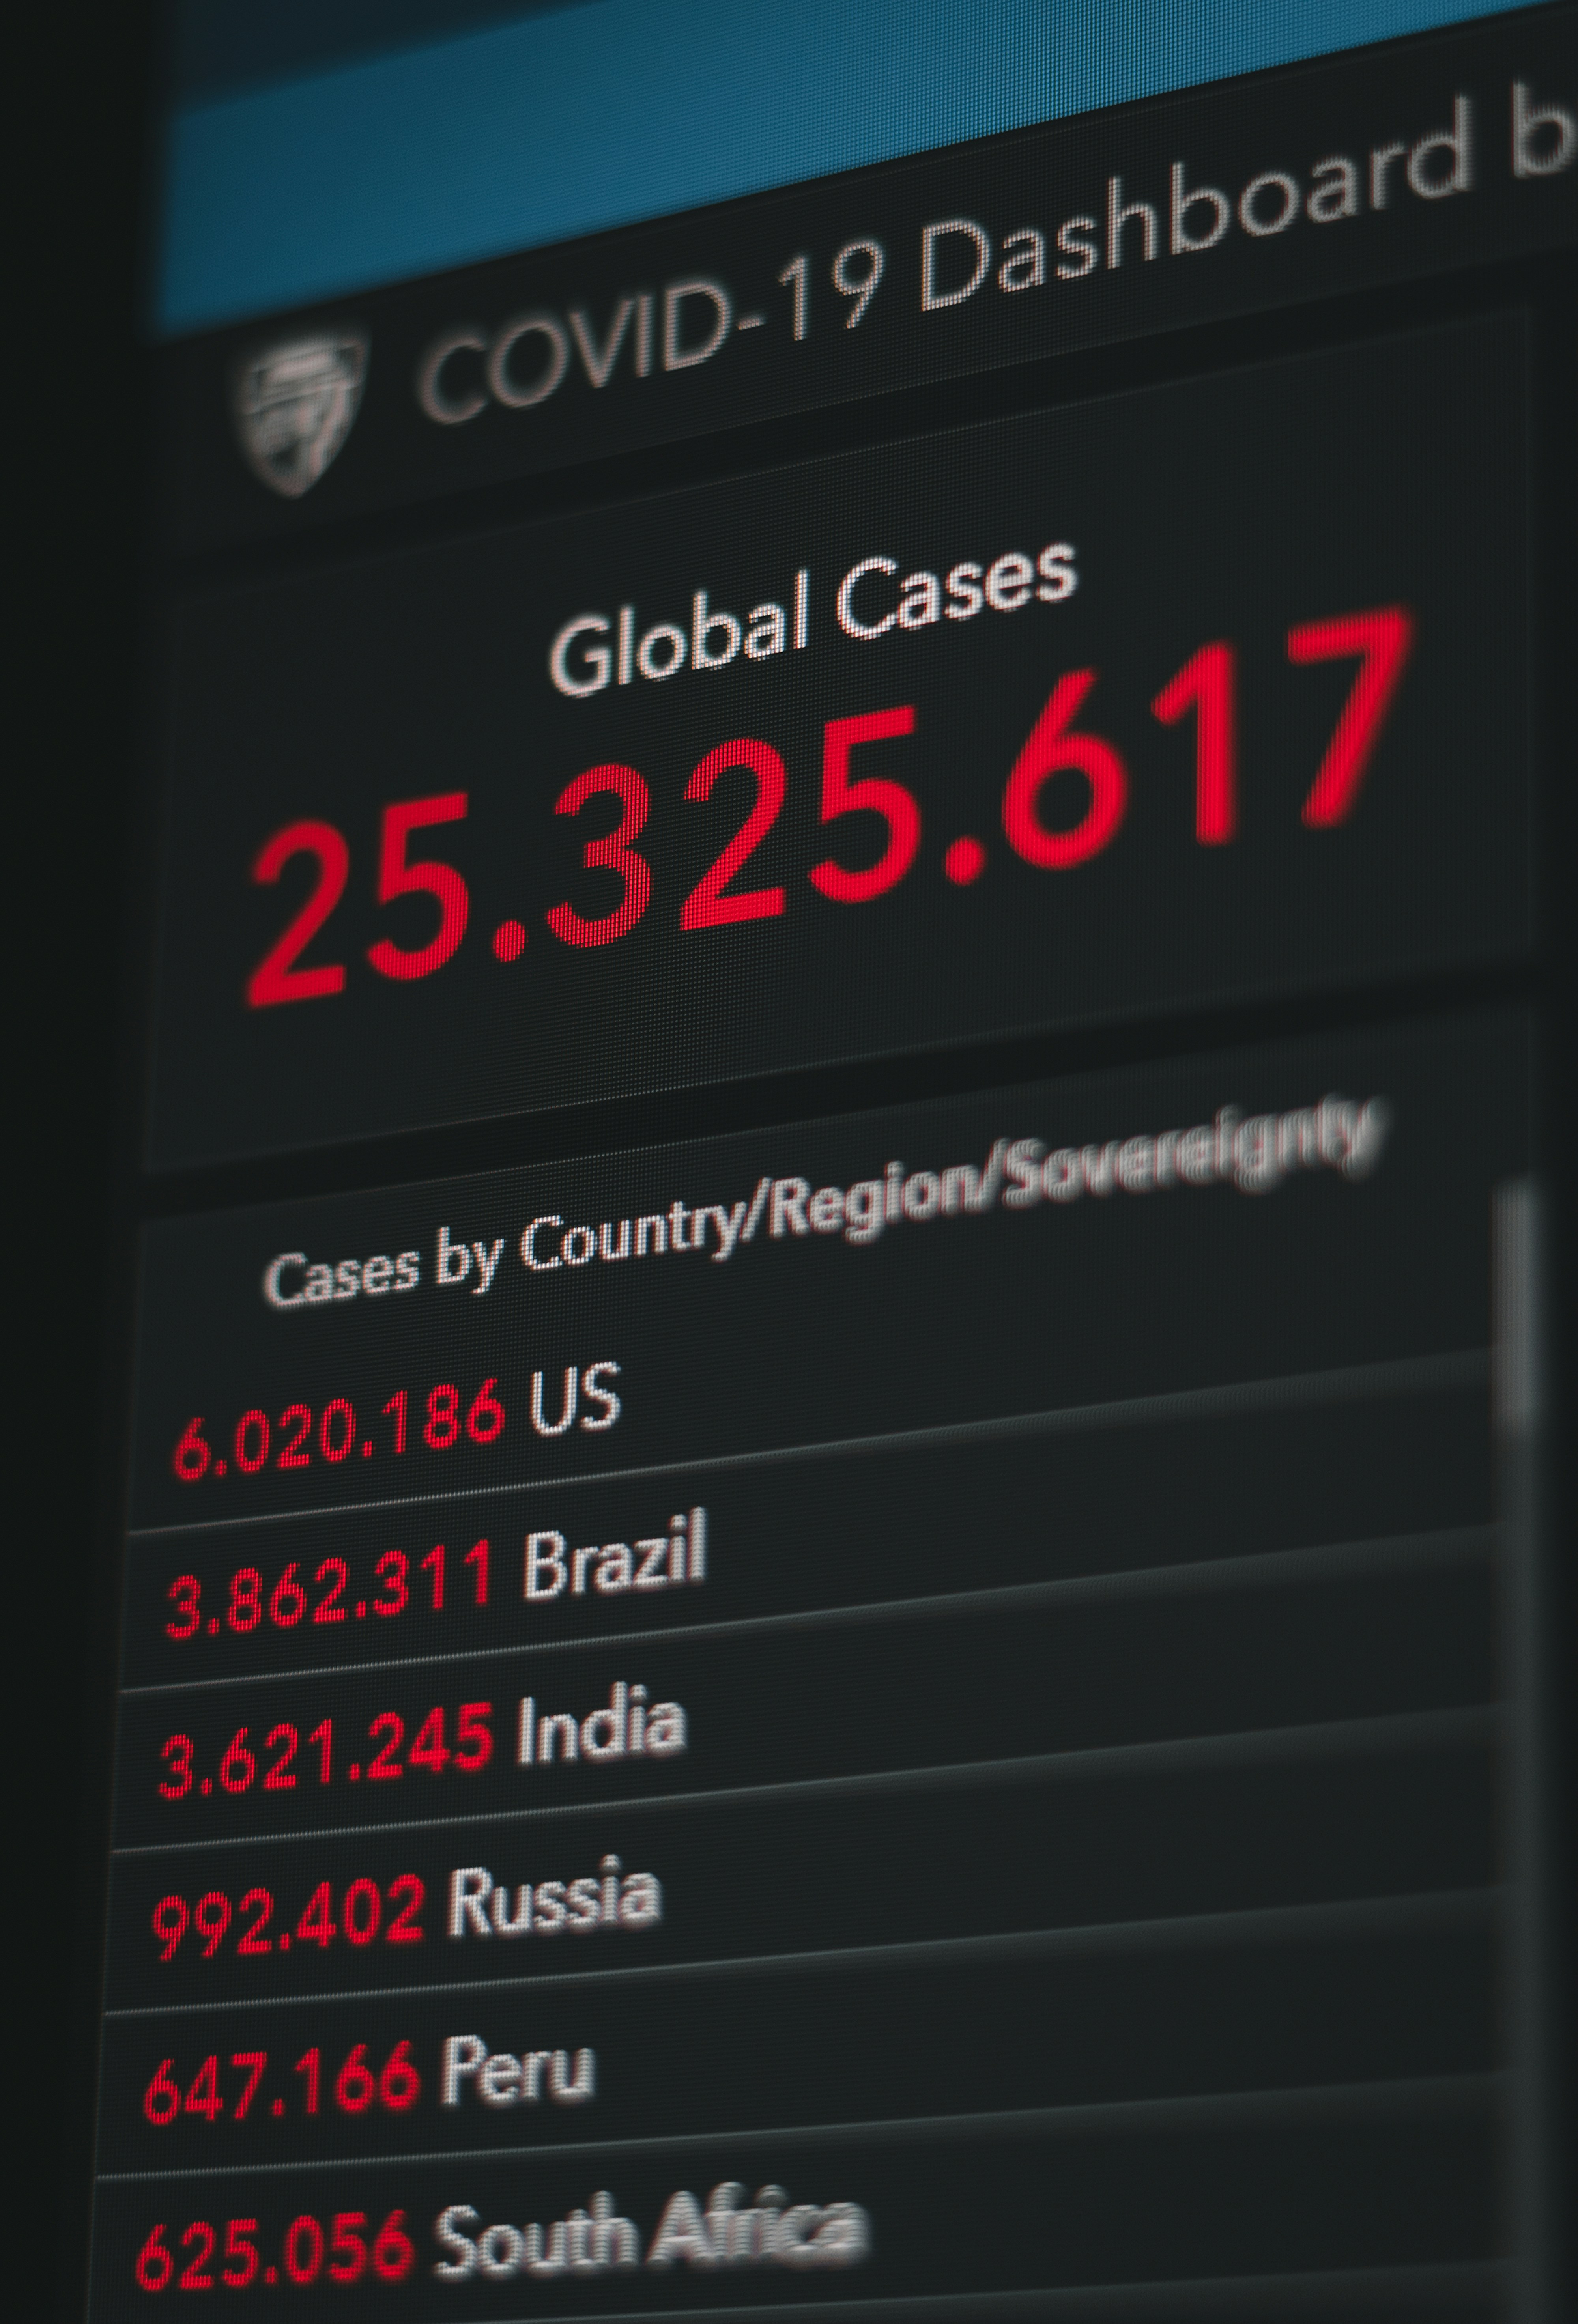 COVID-19 Dashboard b
Global Cases
25.325.617
Cases by Country/Region/Sovereignty
6.020.186 US
3.862.311 Brazil
3.621.245 India
992.402 Russia
647.166 Peru
625.056 South Africa